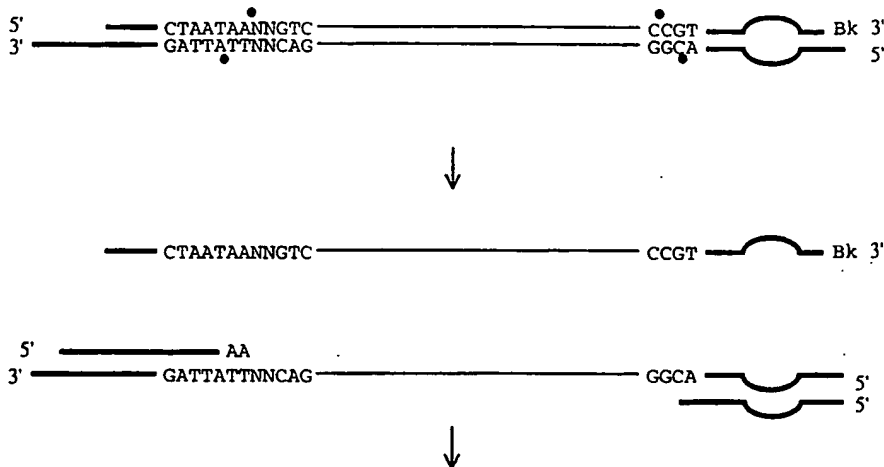 5' CTAATAANNGTC CCGT Bk 3'
3' GATTATTNNCAG GGCA 5'
CTAATAANNGTC CCGT Bk 3'
5' AA
3' GATTATTNNCAG GGCA 5'
5'